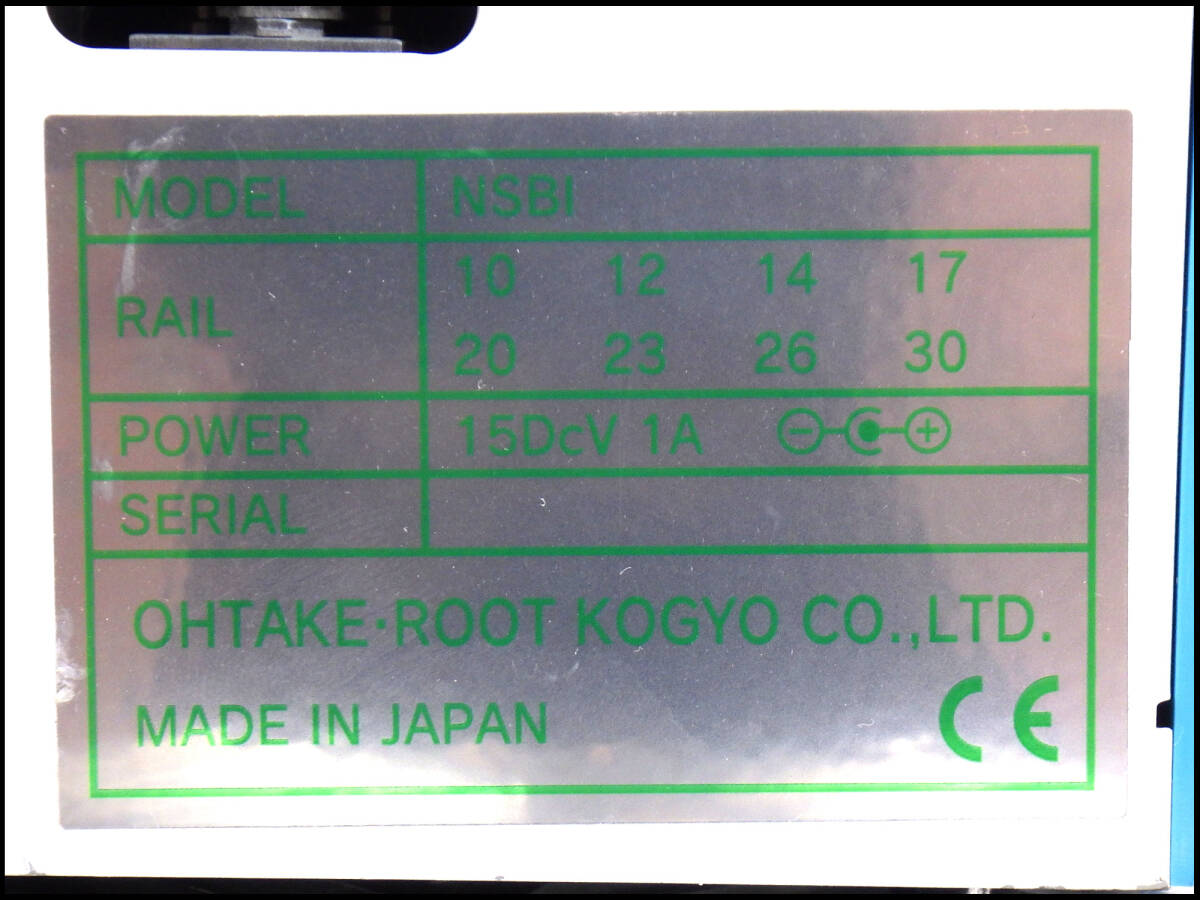 MODEL NSBI
RAIL 10 12 14 17
20 23 26 30
POWER 15DcV 1A
SERIAL
OHTAKE·ROOT KOGYO CO.,LTD.
MADE IN JAPAN CE